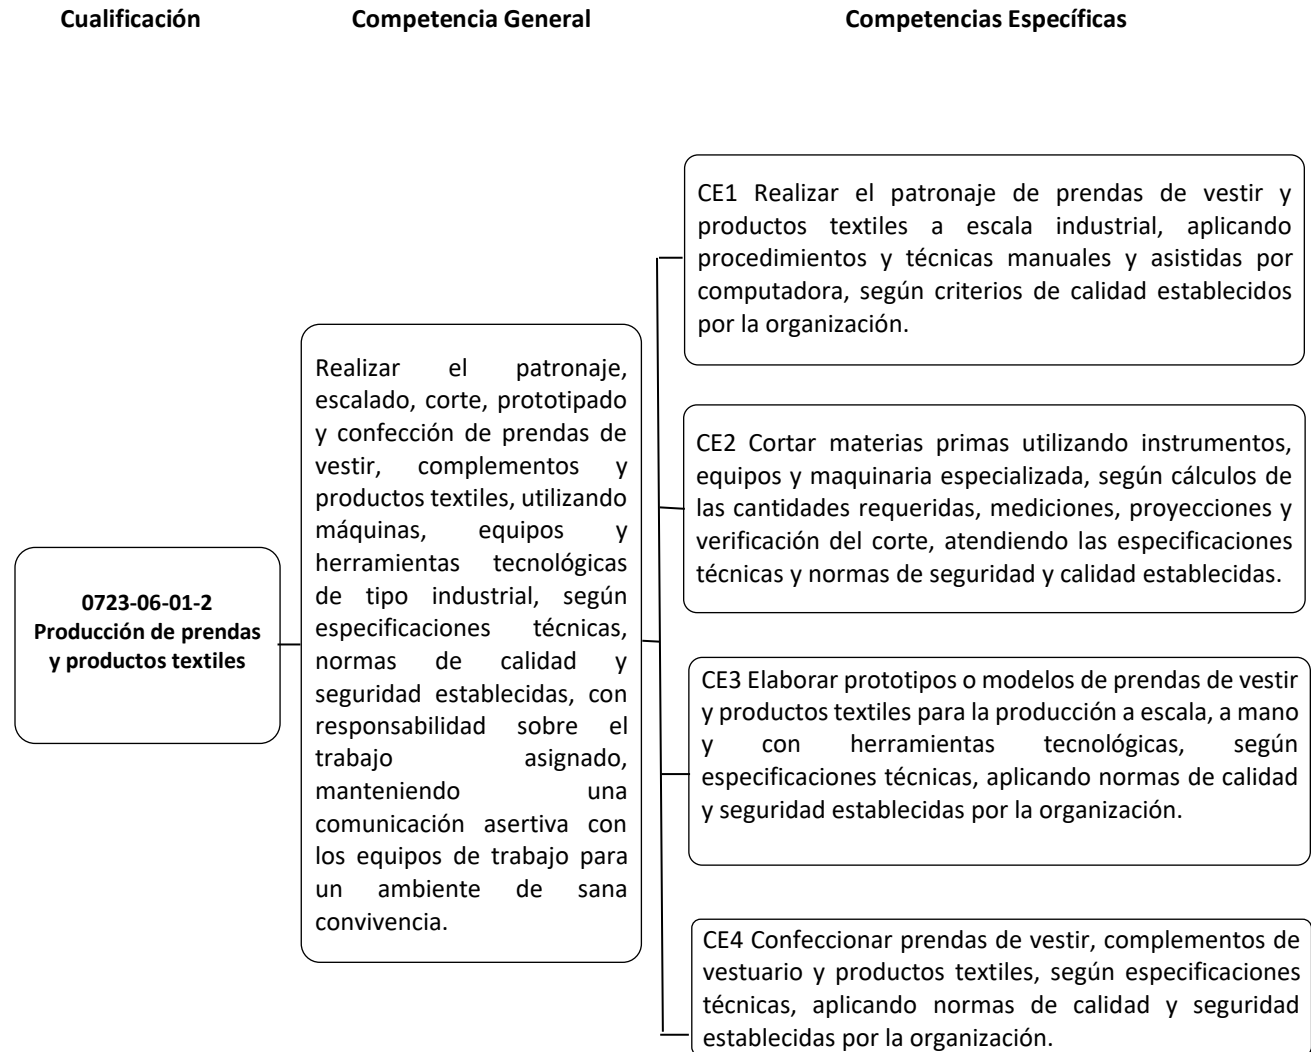 Cualificación
Competencia General
Competencias Específicas
0723-06-01-2
Producción de prendas
y productos textiles
Realizar el patronaje,
escalado, corte, prototipado
y confección de prendas de
vestir, complementos y
productos textiles, utilizando
máquinas, equipos y
herramientas tecnológicas
de tipo industrial, según
especificaciones técnicas,
normas de calidad y
seguridad establecidas, con
responsabilidad sobre el
trabajo asignado,
manteniendo una
comunicación asertiva con
los equipos de trabajo para
un ambiente de sana
convivencia.
CE1 Realizar el patronaje de prendas de vestir y
productos textiles a escala industrial, aplicando
procedimientos y técnicas manuales y asistidas por
computadora, según criterios de calidad establecidos
por la organización.
CE2 Cortar materias primas utilizando instrumentos,
equipos y maquinaria especializada, según cálculos de
las cantidades requeridas, mediciones, proyecciones y
verificación del corte, atendiendo las especificaciones
técnicas y normas de seguridad y calidad establecidas.
CE3 Elaborar prototipos o modelos de prendas de vestir
y productos textiles para la producción a escala, a mano
y con herramientas tecnológicas, según
especificaciones técnicas, aplicando normas de calidad
y seguridad establecidas por la organización.
CE4 Confeccionar prendas de vestir, complementos de
vestuario y productos textiles, según especificaciones
técnicas, aplicando normas de calidad y seguridad
establecidas por la organización.